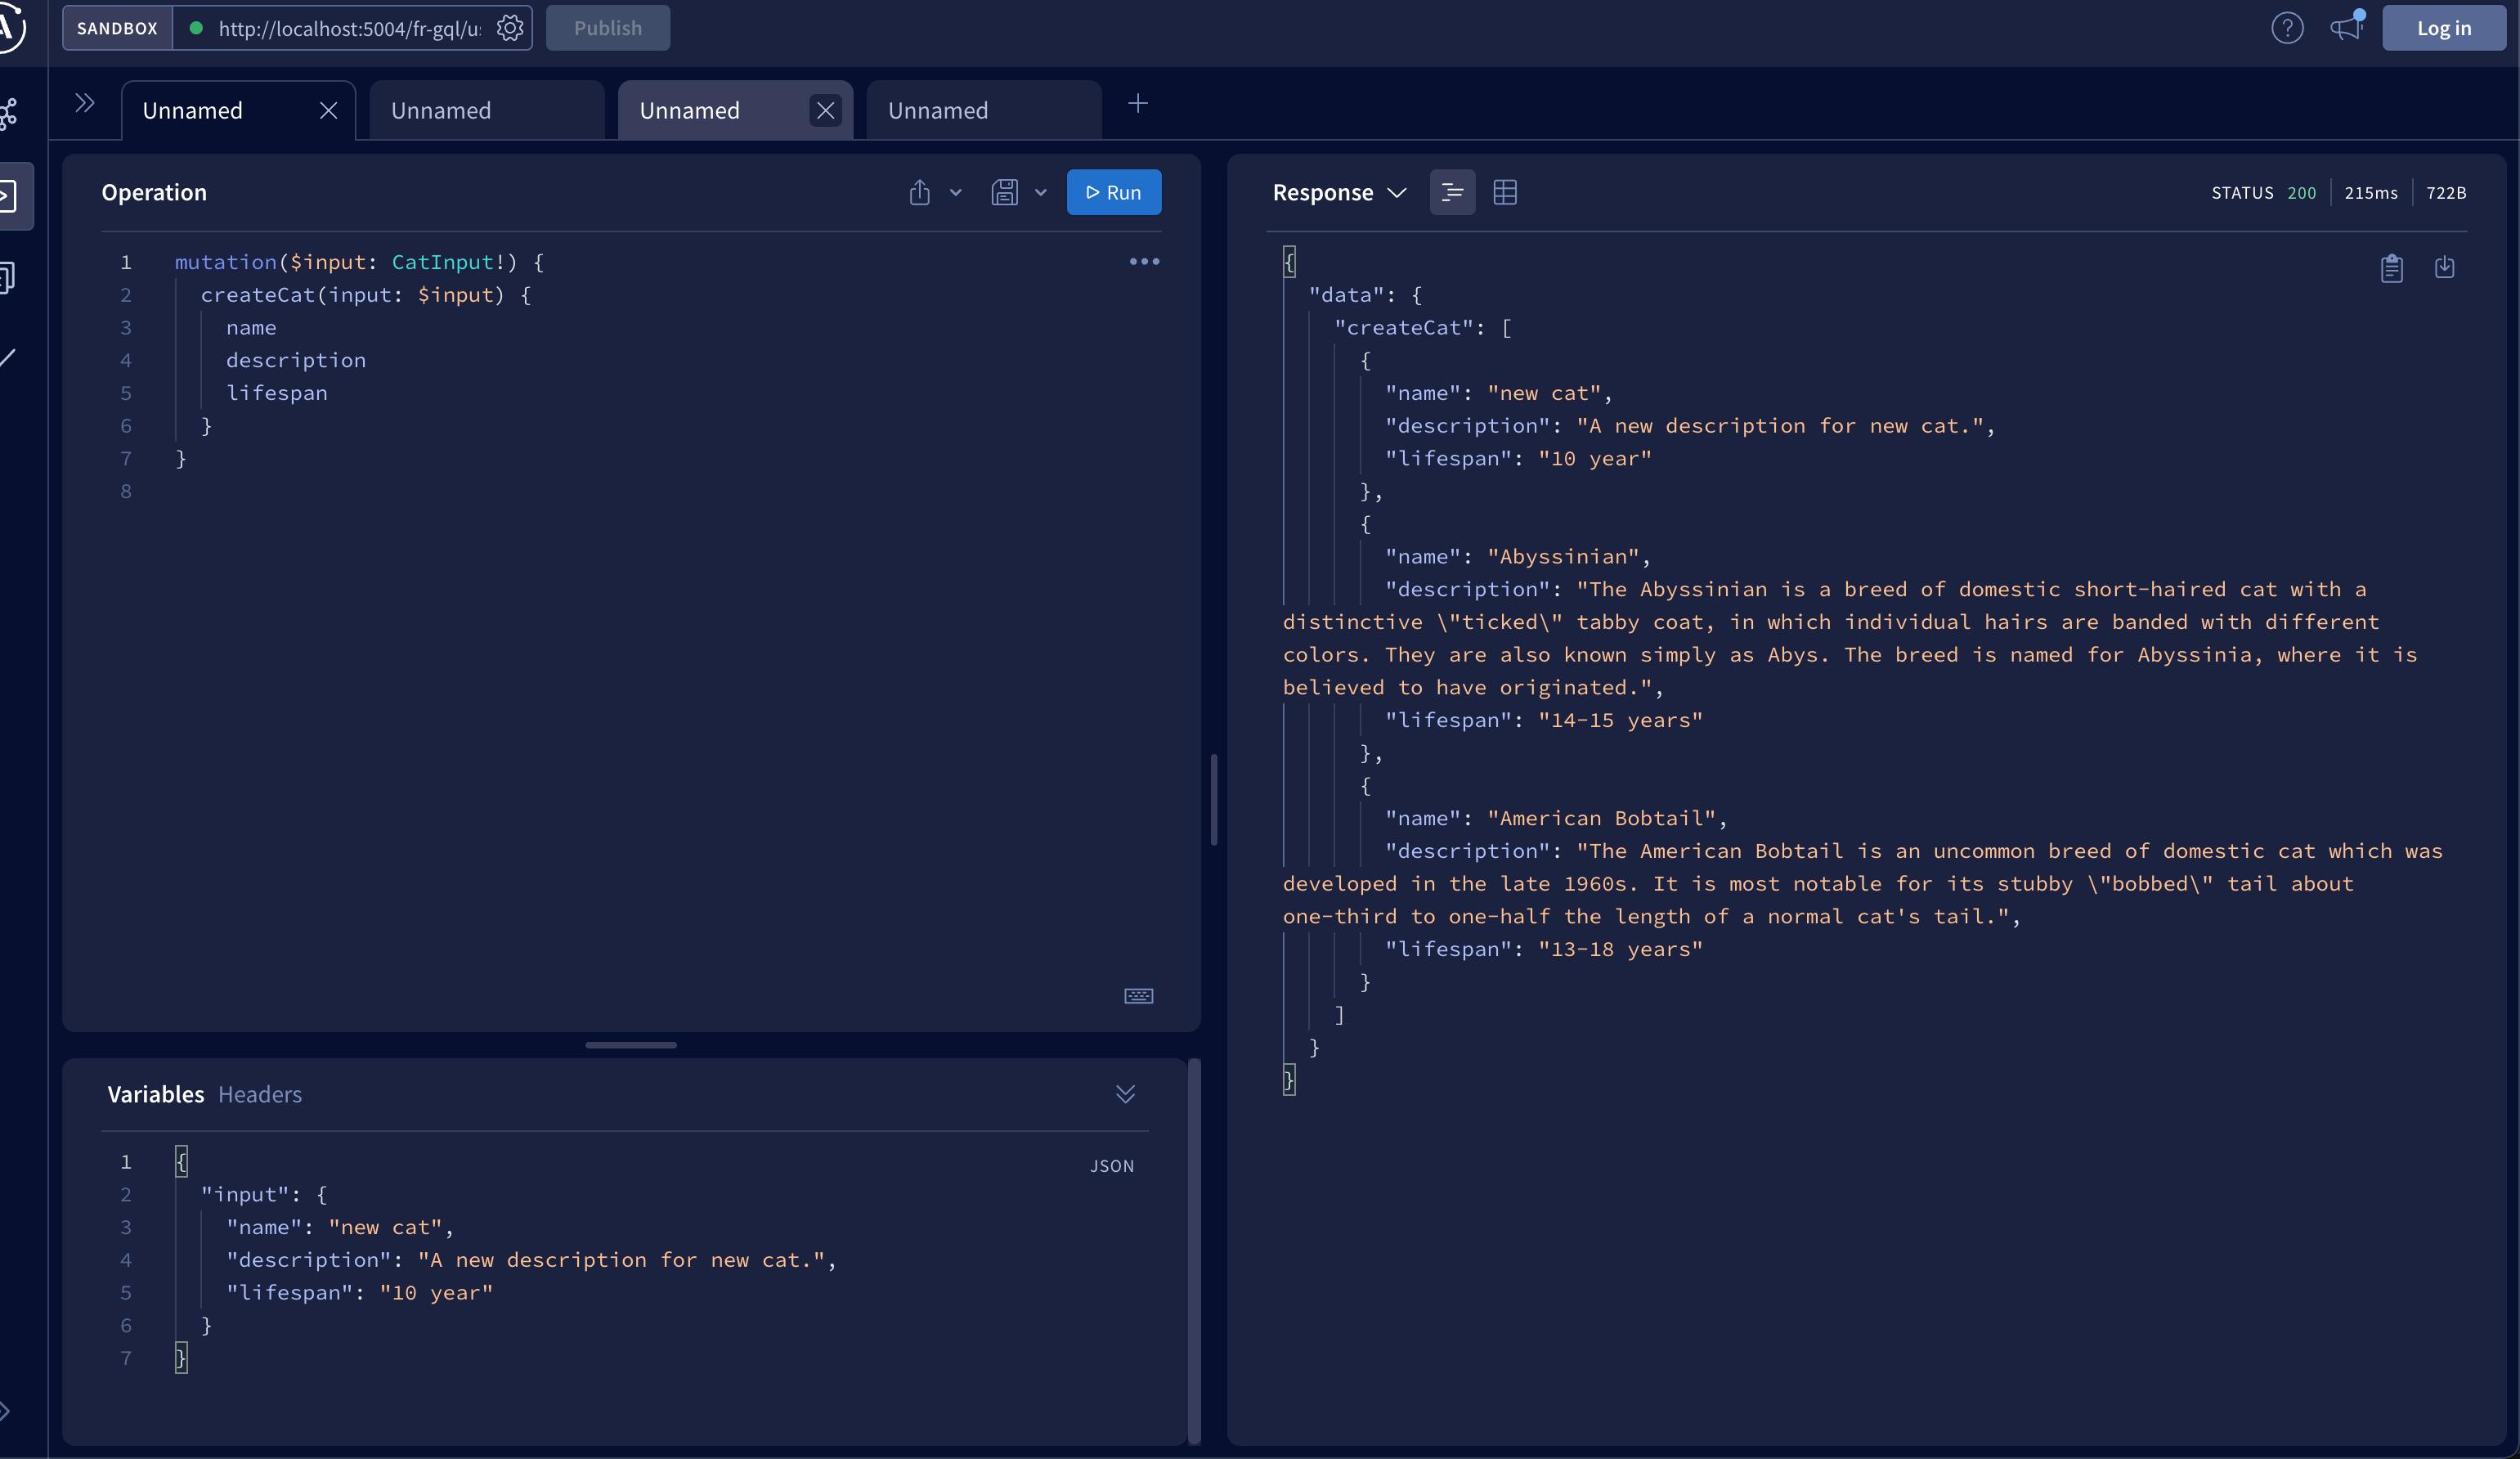 SANDBOX http://localhost:5004/fr-gql/u Publish Log in
Unnamed Unnamed Unnamed Unnamed
Operation Run
1 mutation($input: CatInput!) {
2 createCat(input: $input) {
3 name
4 description
5 lifespan
6 }
7 }
8
Variables Headers
JSON
1 {
2 "input": {
3 "name": "new cat",
4 "description": "A new description for new cat.",
5 "lifespan": "10 year"
6 }
7 }
Response STATUS 200 215ms 722B
{
"data": {
"createCat": [
{
"name": "new cat",
"description": "A new description for new cat.",
"lifespan": "10 year"
},
{
"name": "Abyssinian",
"description": "The Abyssinian is a breed of domestic short-haired cat with a
distinctive \"ticked\" tabby coat, in which individual hairs are banded with different
colors. They are also known simply as Abys. The breed is named for Abyssinia, where it is
believed to have originated.",
"lifespan": "14-15 years"
},
{
"name": "American Bobtail",
"description": "The American Bobtail is an uncommon breed of domestic cat which was
developed in the late 1960s. It is most notable for its stubby \"bobbed\" tail about
one-third to one-half the length of a normal cat's tail.",
"lifespan": "13-18 years"
}
]
}
}